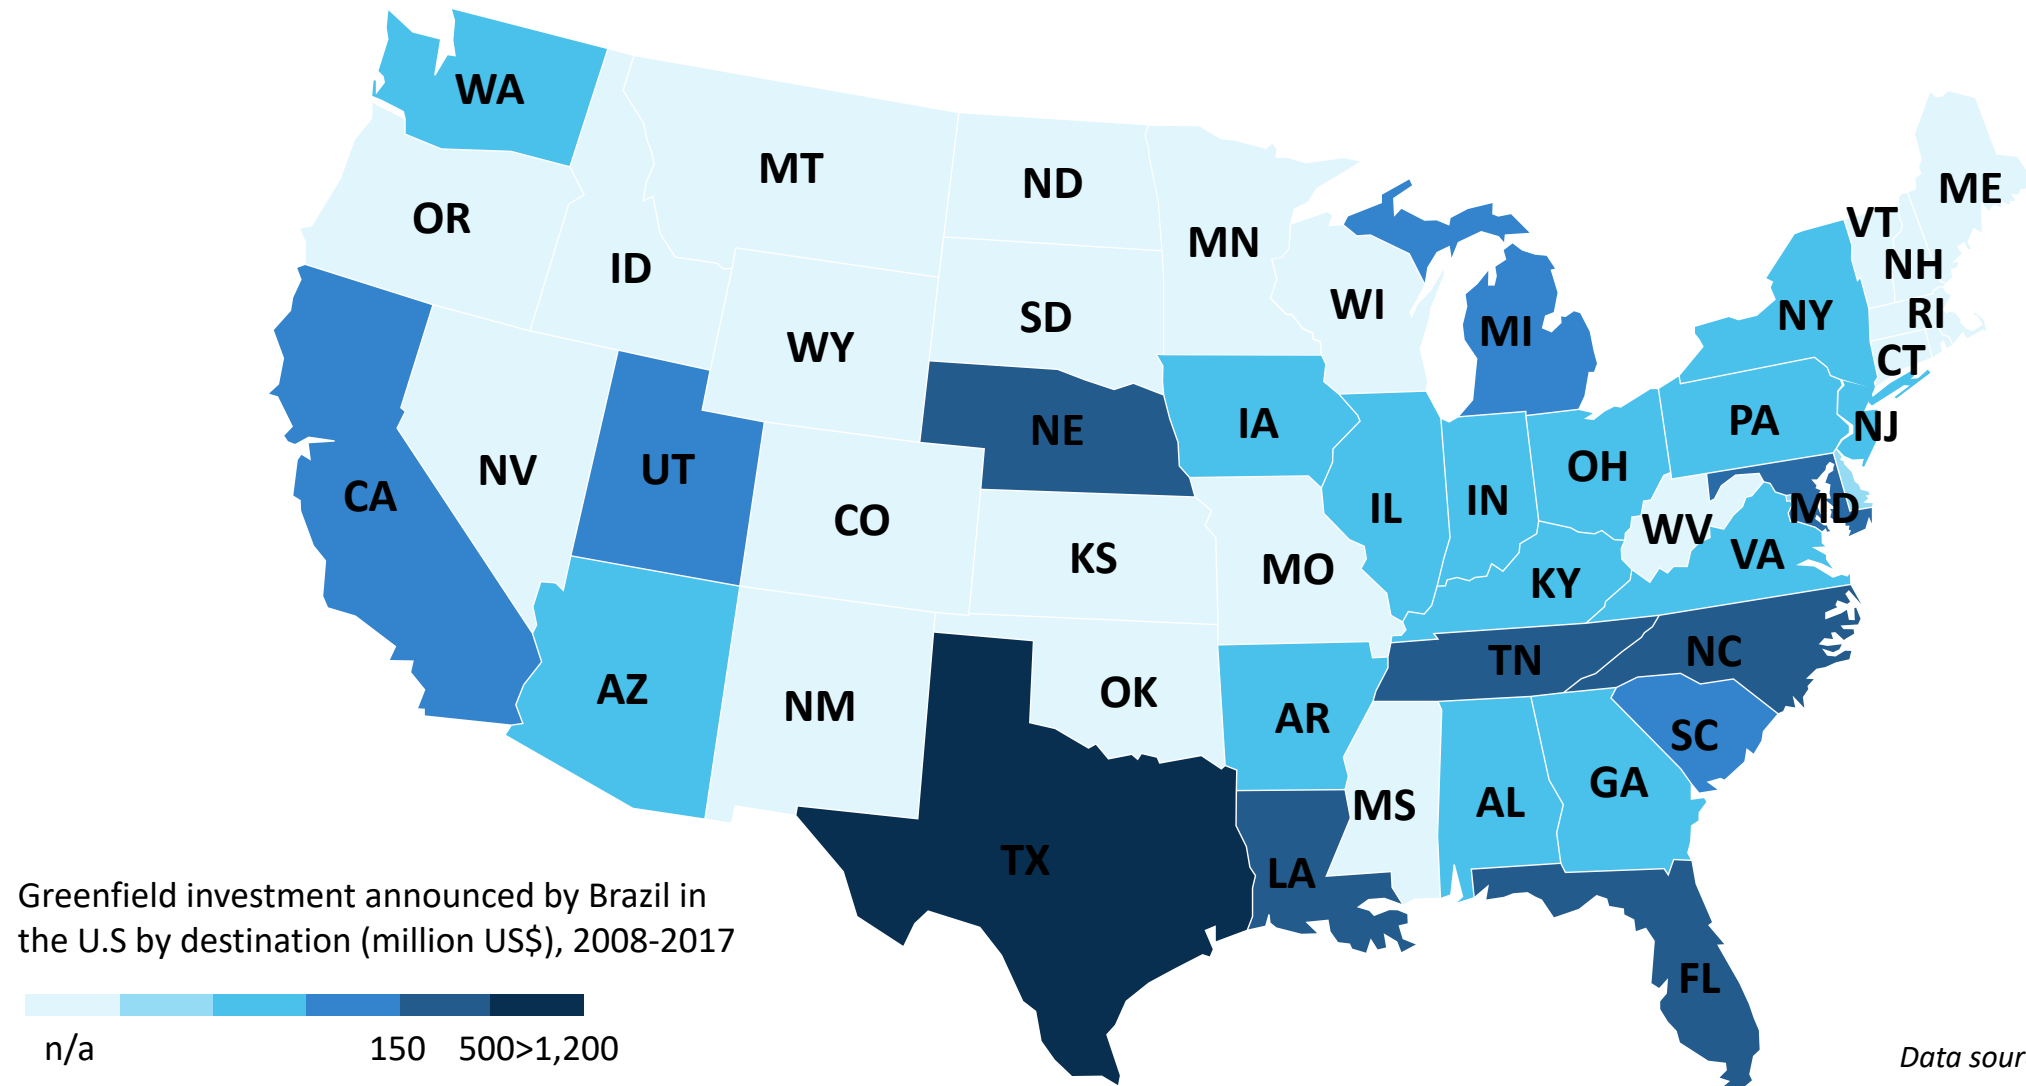 WA
MT
ND
ME
OR
VT
MN
NH
ID
WI
SD
RI
NY
MI
WY
CT
NE
IA
PA
NJ
NV
UT
OH
CA
IN
IL
MD
CO
WV
KS
VA
MO
KY
NC
TN
AZ
OK
NM
AR
SC
GA
AL
MS
TX
LA
Greenfield investment announced by Brazil in
the U.S by destination (million US$), 2008-2017
FL
n/a 150 500>1,200
Data sour